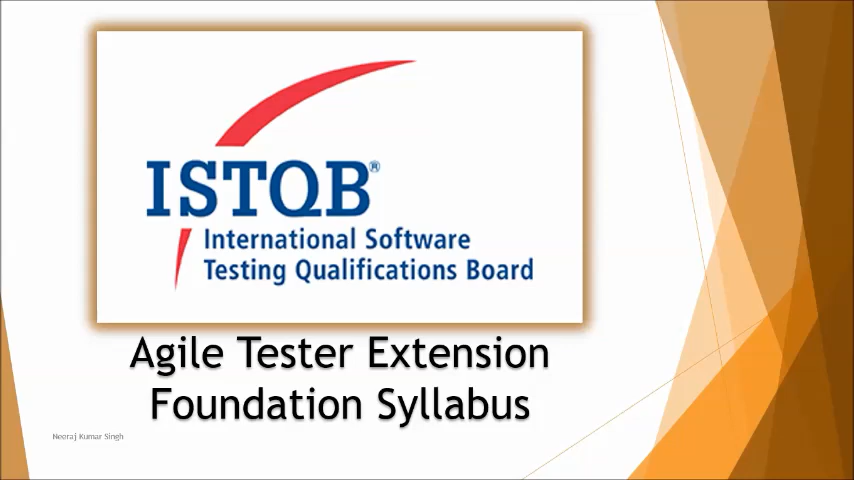 ISTQB®
International Software
Testing Qualifications Board
Agile Tester Extension
Foundation Syllabus
Neeraj Kumar Singh